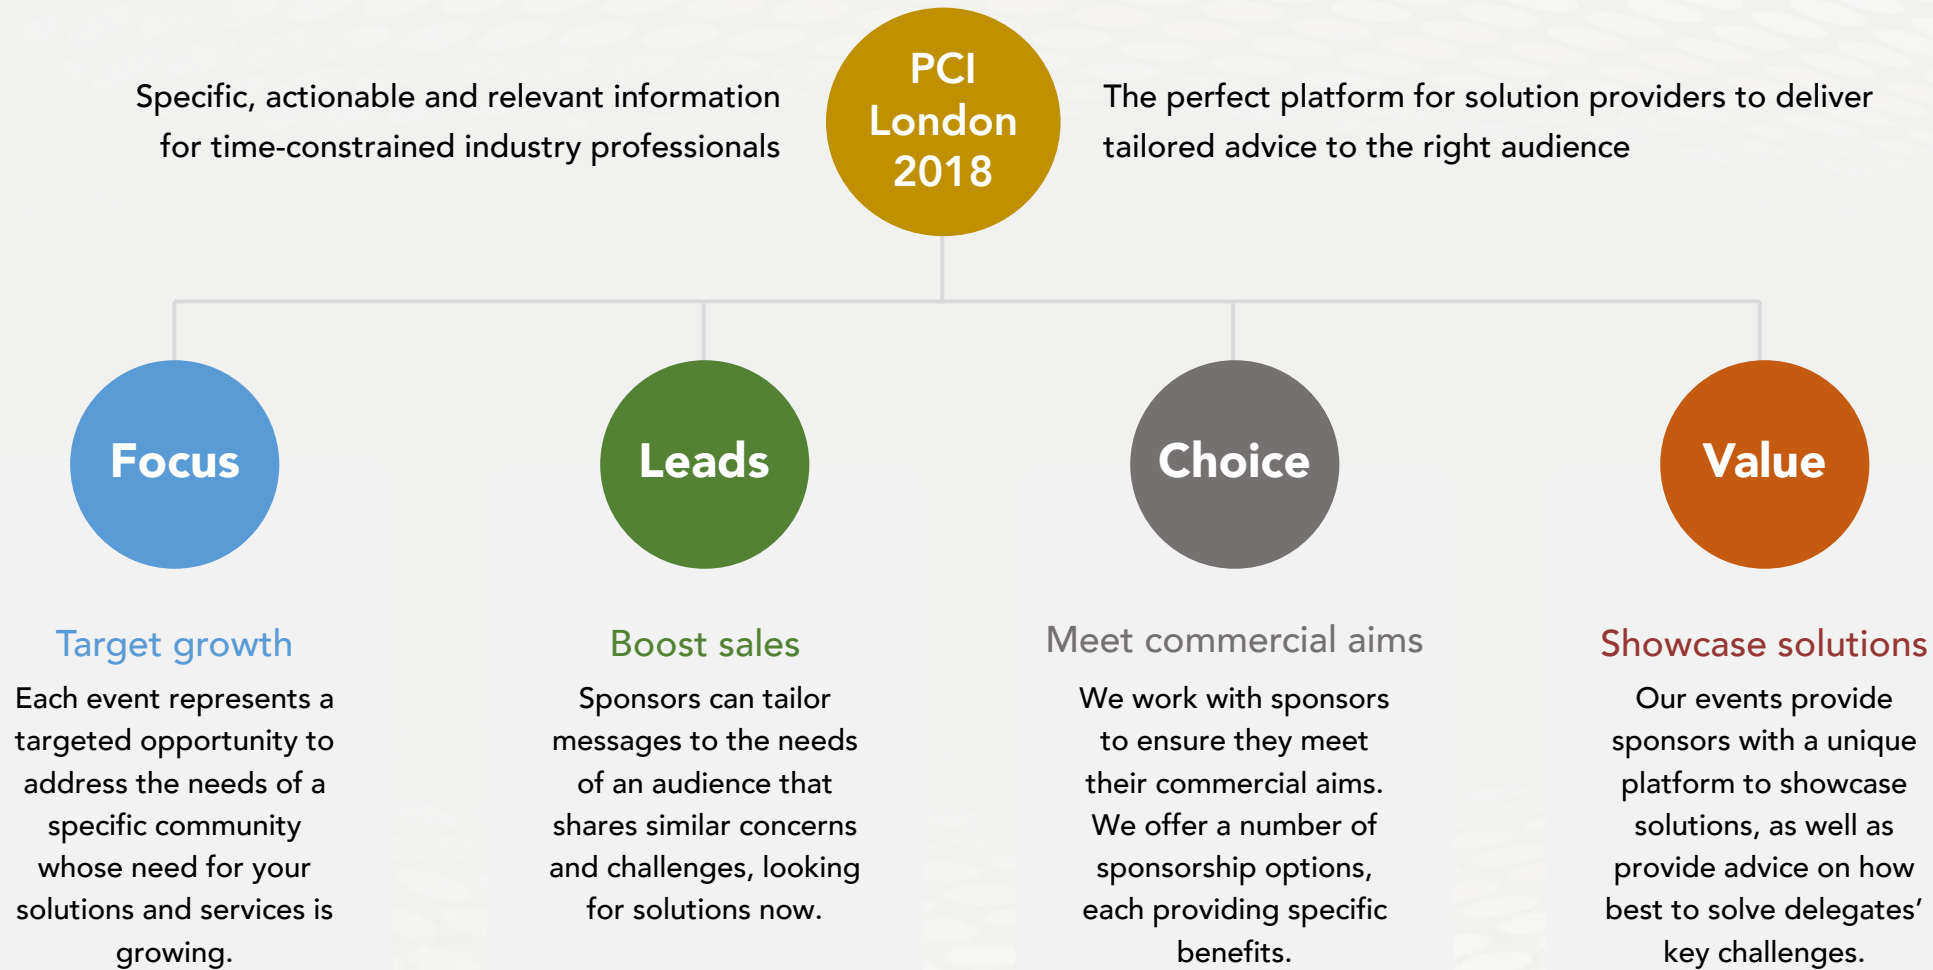 Specific, actionable and relevant information
for time-constrained industry professionals
PCI
London
2018
The perfect platform for solution providers to deliver
tailored advice to the right audience
Focus
Target growth
Each event represents a
targeted opportunity to
address the needs of a
specific community
whose need for your
solutions and services is
growing.
Leads
Boost sales
Sponsors can tailor
messages to the needs
of an audience that
shares similar concerns
and challenges, looking
for solutions now.
Choice
Meet commercial aims
We work with sponsors
to ensure they meet
their commercial aims.
We offer a number of
sponsorship options,
each providing specific
benefits.
Value
Showcase solutions
Our events provide
sponsors with a unique
platform to showcase
solutions, as well as
provide advice on how
best to solve delegates’
key challenges.